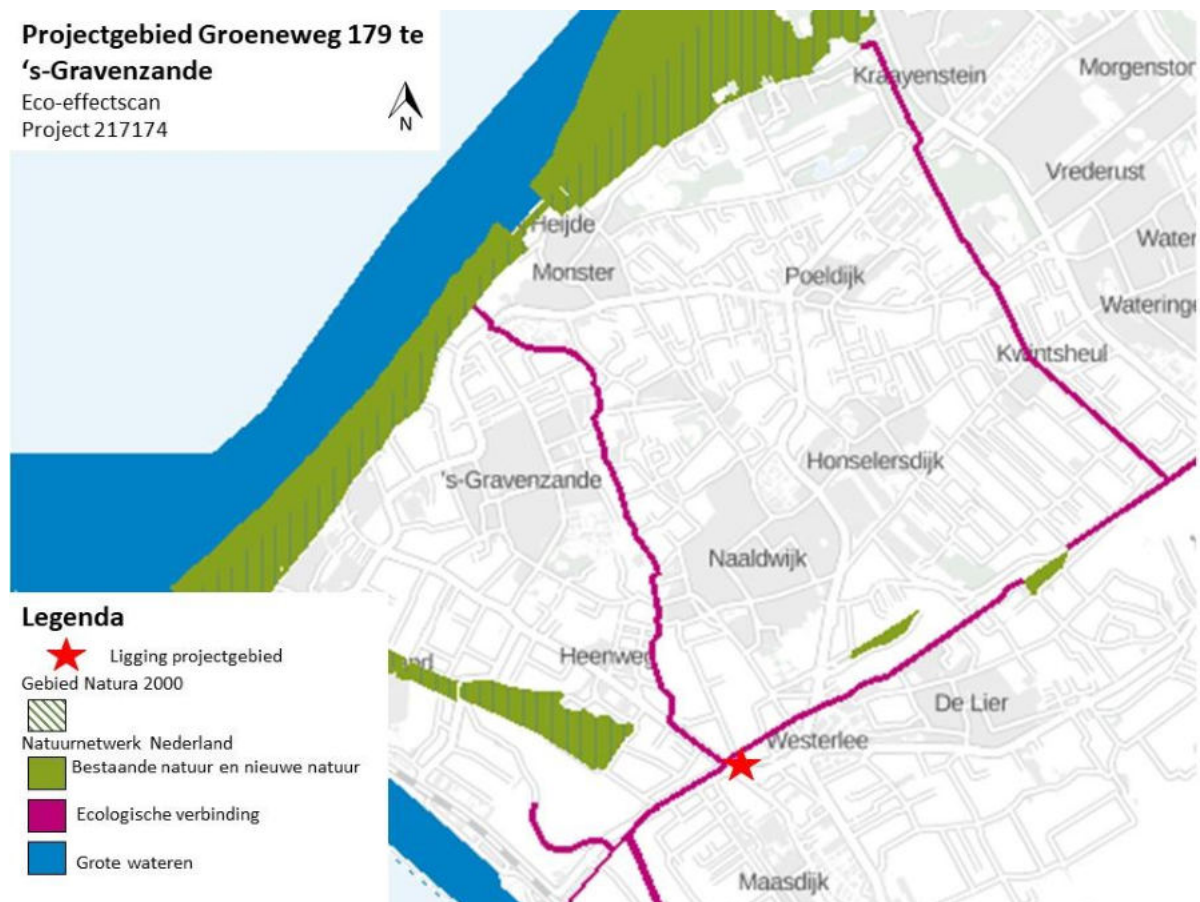 Projectgebied Groeneweg 179 te
‘s-Gravenzande
Eco-effectscan
Project 217174
N
Kraayenstein
Morgenstor
Vrederust
Water
Heijde
Monster
Poeldijk
Wateringe
Kwintsheul
's-Gravenzande
Honselersdijk
Naaldwijk
Heenweg
De Lier
Westerlee
Maasdijk
Legenda
Ligging projectgebied
Gebied Natura 2000
Natuurnetwerk Nederland
Bestaande natuur en nieuwe natuur
Ecologische verbinding
Grote wateren